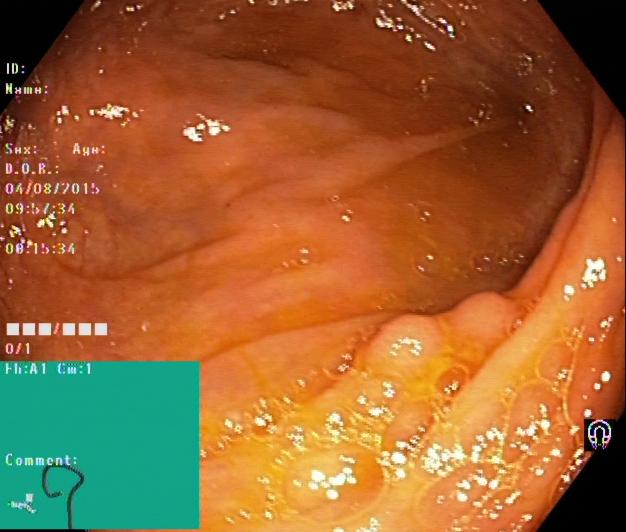 ID:
Name:
Sex: Age:
D.O.B.:
04/08/2015
09:57:34
00:15:34
/
0/1
Eh:A1 Cm:1
Comment: